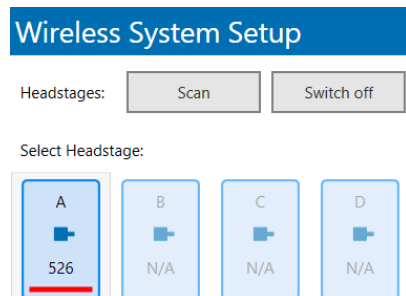 Wireless System Setup
Headstages: Scan Switch off
Select Headstage:
A B C D
526 N/A N/A N/A